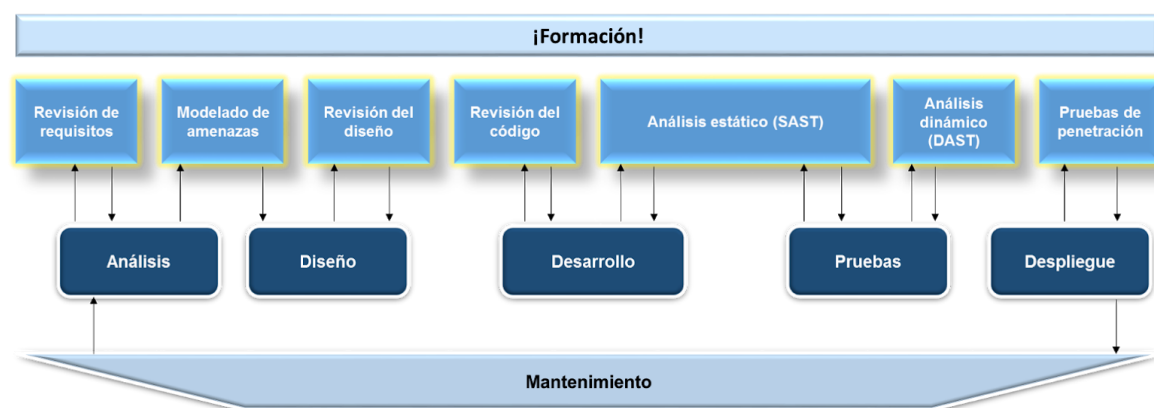 ¡Formación!
Revisión de
requisitos
Modelado de
amenazas
Revisión del
diseño
Revisión del
código
Análisis estático (SAST)
Análisis
dinámico
(DAST)
Pruebas de
penetración
Análisis
Diseño
Desarrollo
Pruebas
Despliegue
Mantenimiento